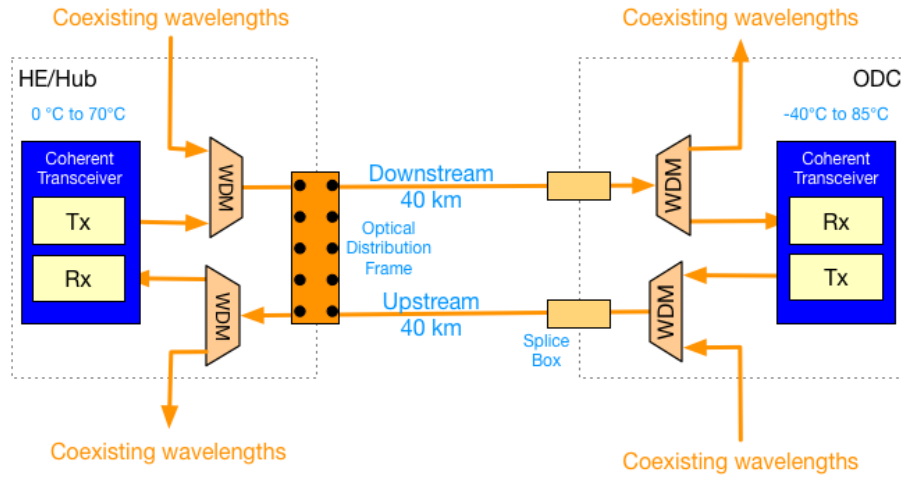 Coexisting wavelengths
Coexisting wavelengths
HE/Hub
ODC
0 °C to 70°C
-40°C to 85°C
Coherent
Transceiver
Tx
Rx
WDM
WDM
Optical
Distribution
Frame
Downstream
40 km
Upstream
40 km
Splice
Box
WDM
WDM
Coherent
Transceiver
Rx
Tx
Coexisting wavelengths
Coexisting wavelengths